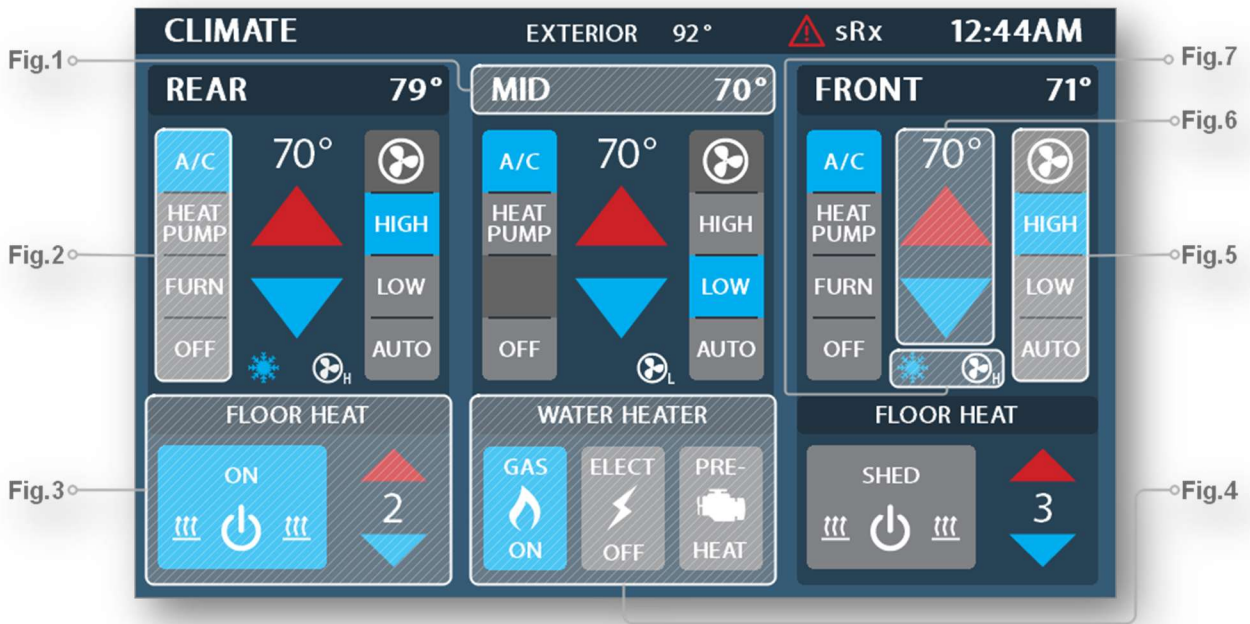 CLIMATE EXTERIOR 92° sRx 12:44AM
Fig.1
Fig.7
REAR 79°
MID 70°
FRONT 71°
Fig.6
A/C
HEAT
PUMP
FURN
OFF
70°
HIGH
LOW
AUTO
H
A/C
HEAT
PUMP
OFF
70°
HIGH
LOW
AUTO
L
A/C
HEAT
PUMP
FURN
OFF
70°
HIGH
LOW
AUTO
H
Fig.2
Fig.5
FLOOR HEAT
ON
2
WATER HEATER
GAS
ON
ELECT
OFF
PRE-
HEAT
FLOOR HEAT
SHED
3
Fig.3
Fig.4